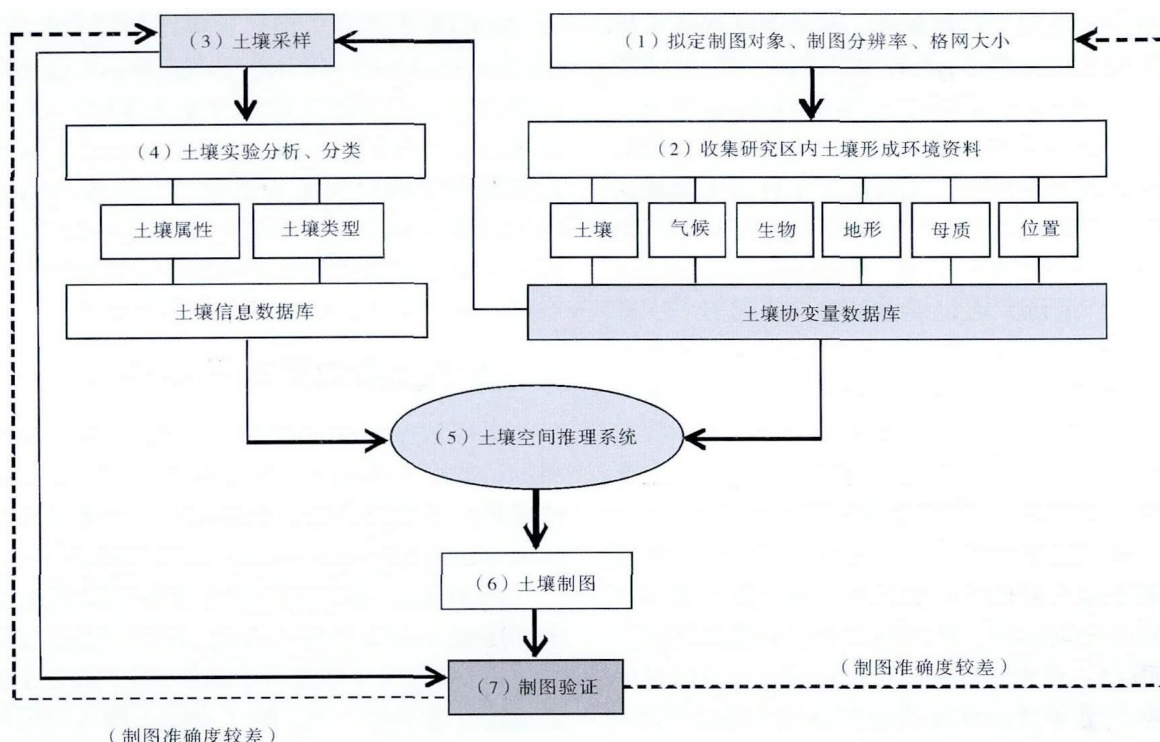 (3)土壤采样
(1)拟定制图对象、制图分辨率、格网大小
(4)土壤实验分析、分类
(2)收集研究区内土壤形成环境资料
土壤属性
土壤类型
土壤
气候
生物
地形
母质
位置
土壤信息数据库
土壤协变量数据库
(5)土壤空间推理系统
(6)土壤制图
(7)制图验证
(制图准确度较差)
(制图准确度较差)